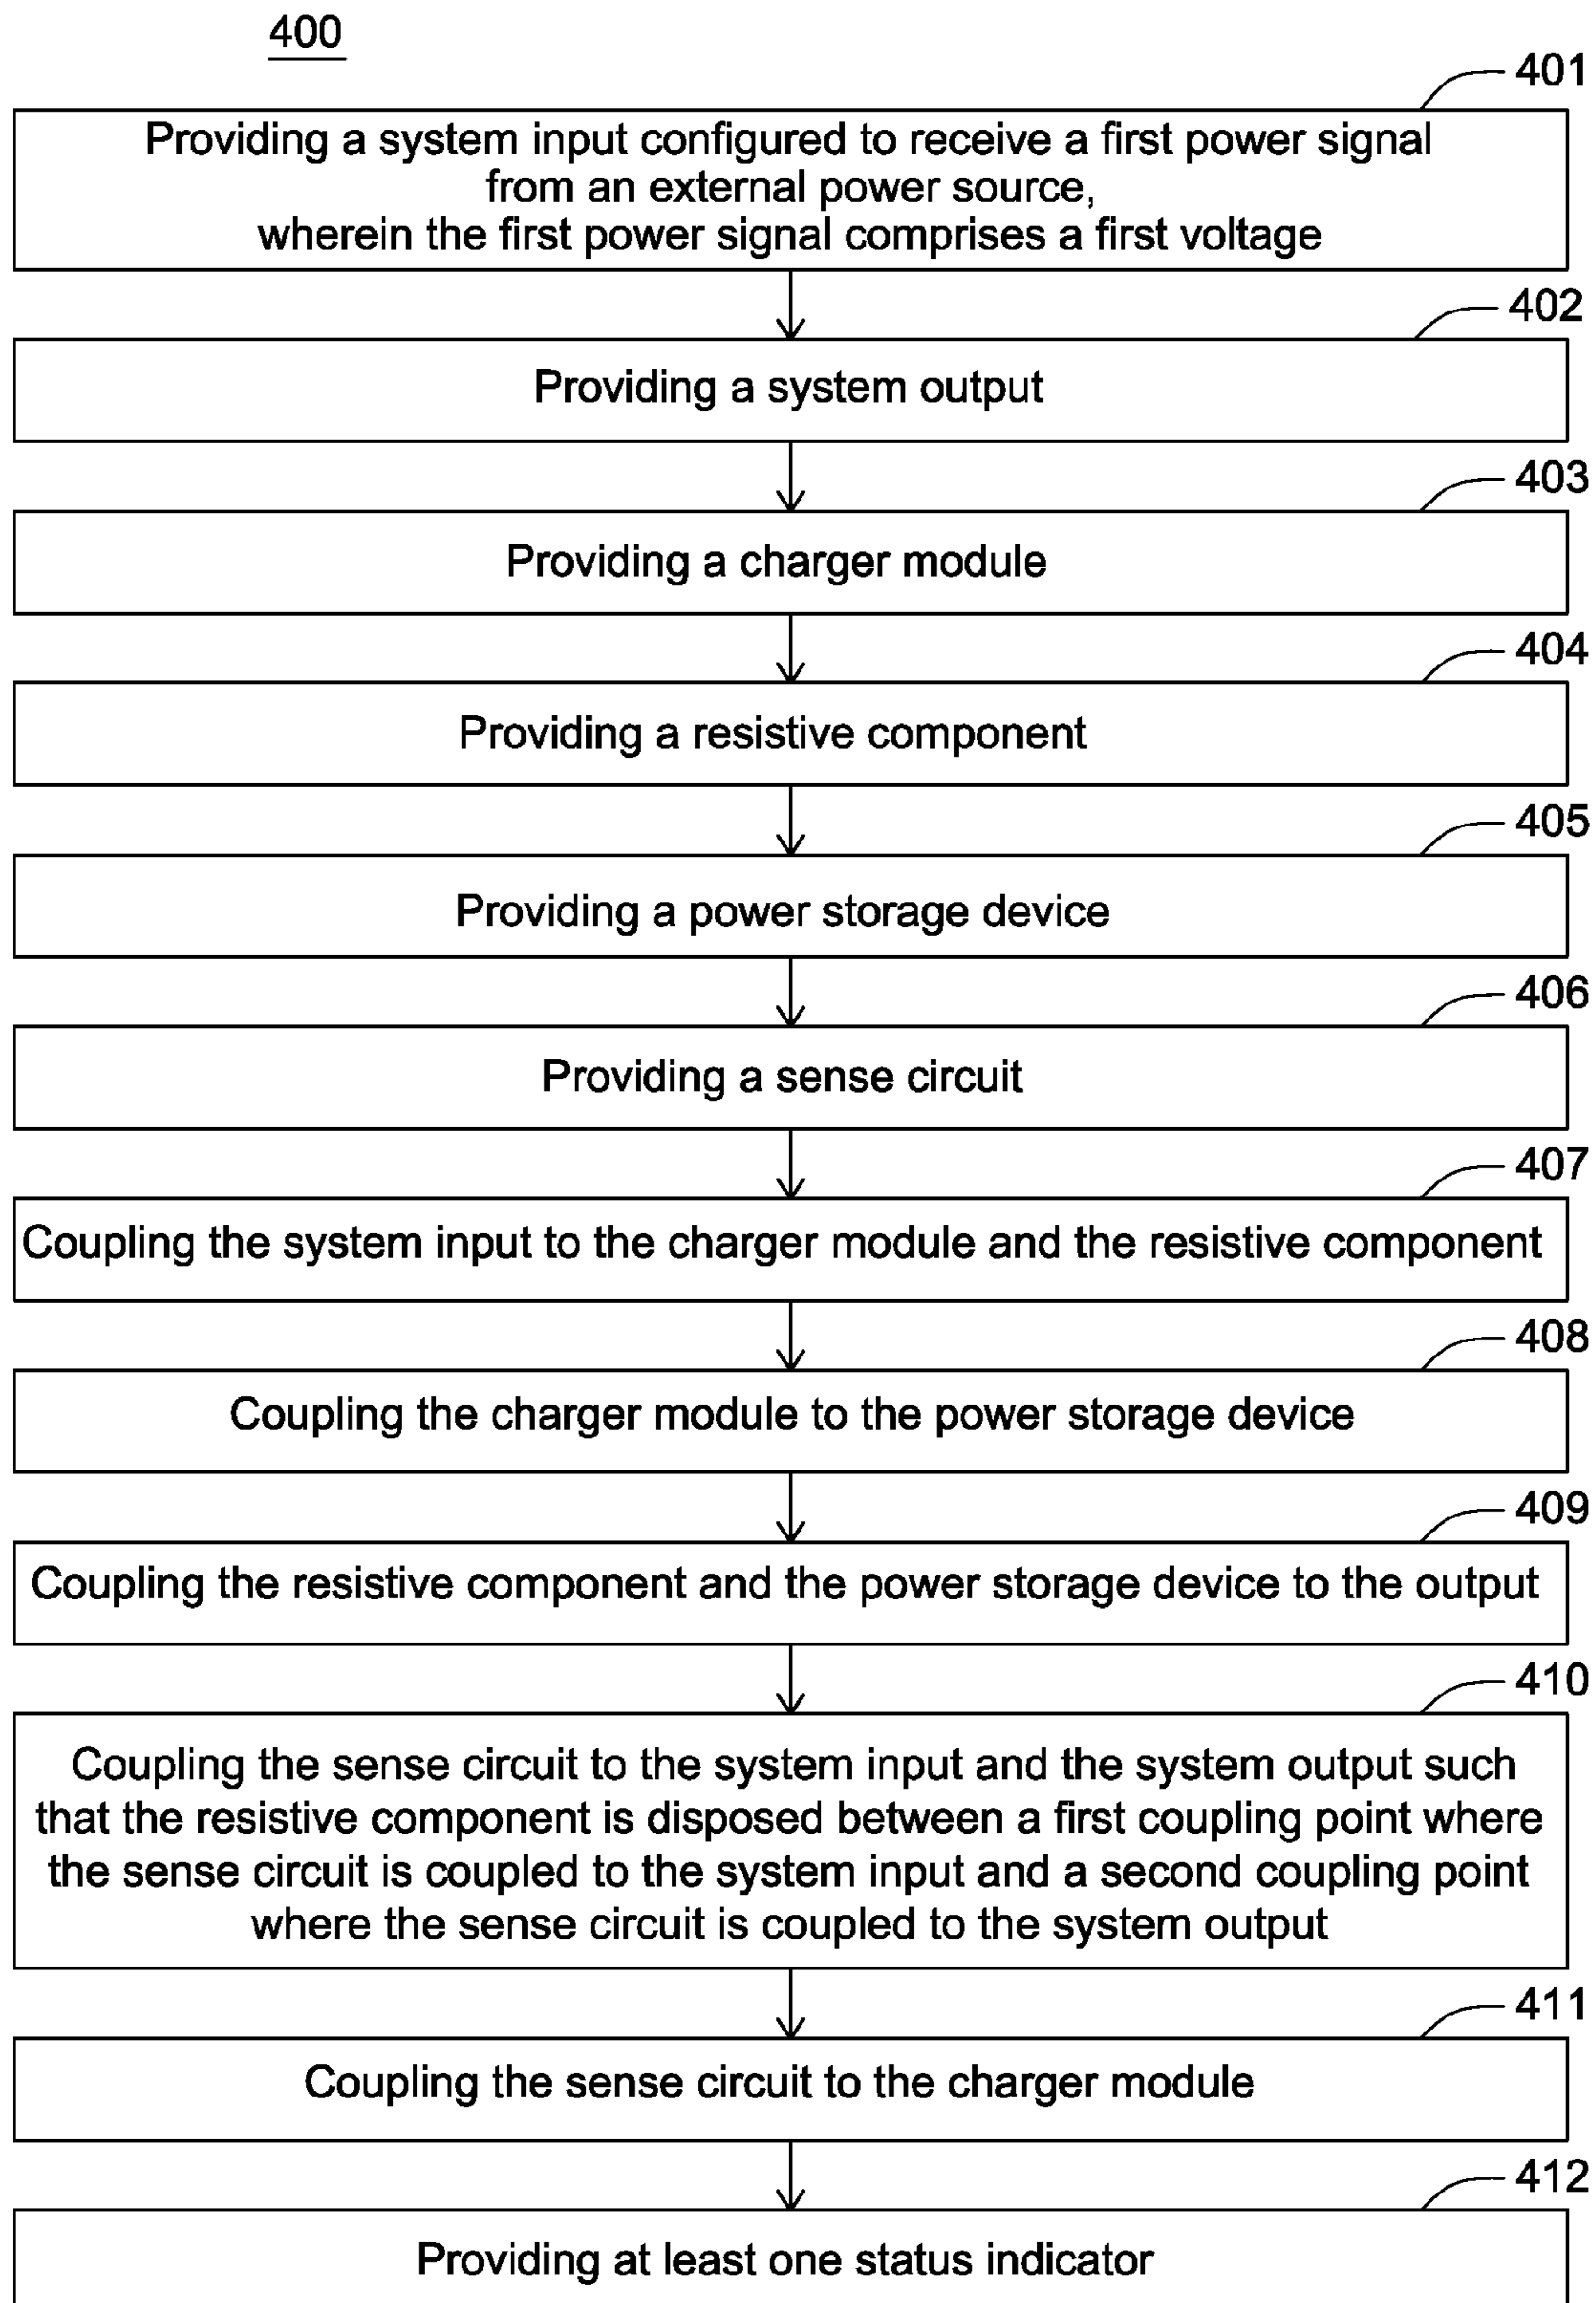 400
401
Providing a system input configured to receive a first power signal
from an external power source,
wherein the first power signal comprises a first voltage
402
Providing a system output
403
Providing a charger module
404
Providing a resistive component
405
Providing a power storage device
406
Providing a sense circuit
407
Coupling the system input to the charger module and the resistive component
408
Coupling the charger module to the power storage device
409
Coupling the resistive component and the power storage device to the output
410
Coupling the sense circuit to the system input and the system output such
that the resistive component is disposed between a first coupling point where
the sense circuit is coupled to the system input and a second coupling point
where the sense circuit is coupled to the system output
411
Coupling the sense circuit to the charger module
412
Providing at least one status indicator